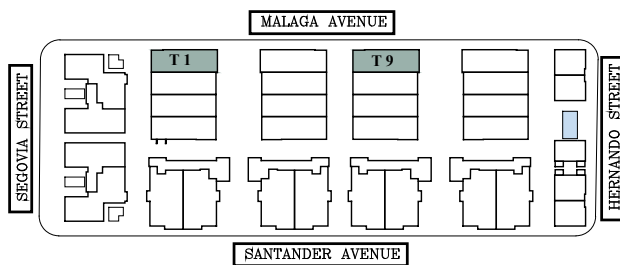 MALAGA AVENUE
T 1
T 9
SEGOVIA STREET
HERNANDO STREET
SANTANDER AVENUE